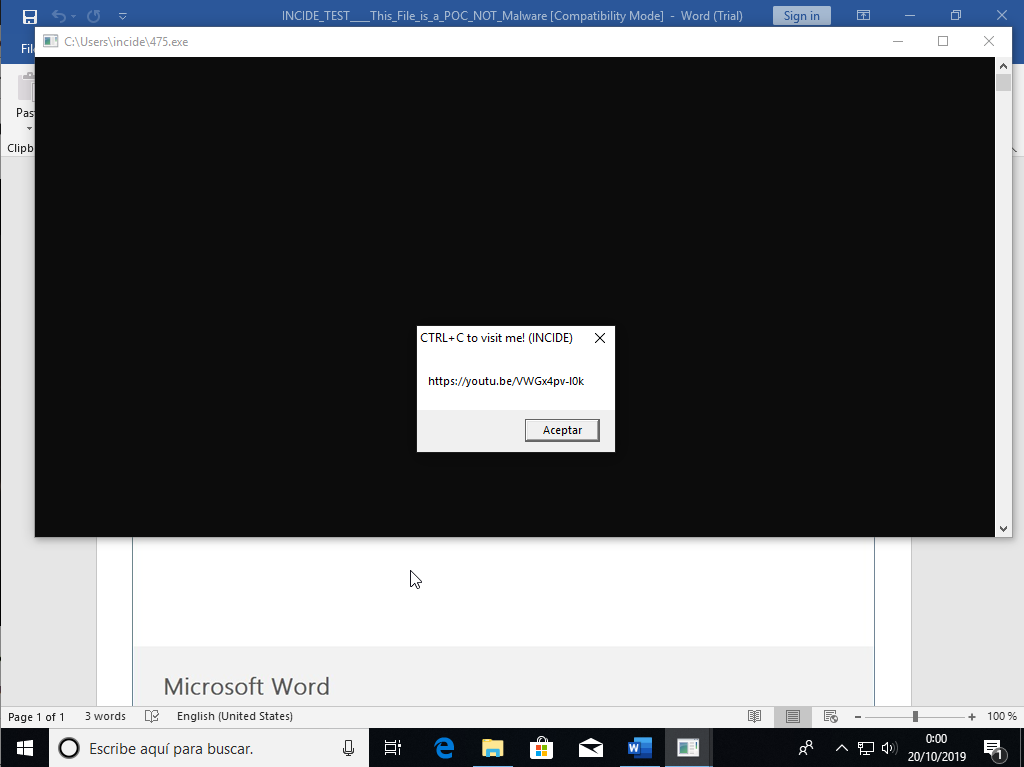 INCIDE_TEST____This_File_is_a_POC_NOT_Malware [Compatibility Mode] - Word (Trial)
Sign in
C:\Users\incide\475.exe
Clipb
CTRL+C to visit me! (INCIDE)
https://youtu.be/VWGx4pv-l0k
Aceptar
Microsoft Word
Page 1 of 1
3 words
English (United States)
100 %
Escribe aquí para buscar.
0:00
20/10/2019
1